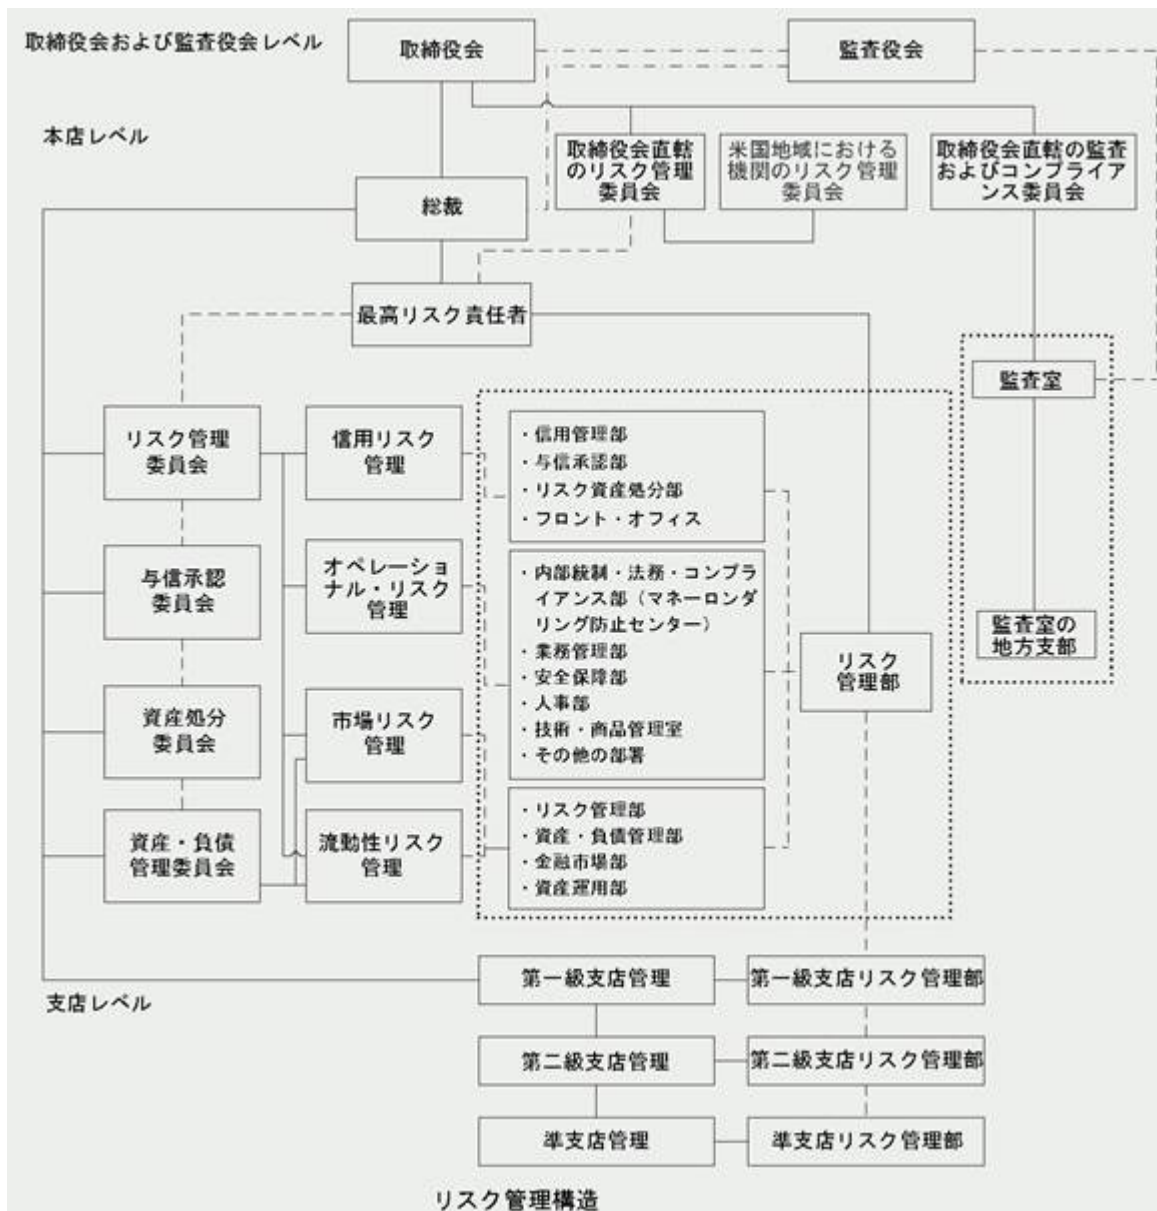 取締役会および監査役会レベル
取締役会
監査役会
本店レベル
取締役会直轄
のリスク管理
委員会
米国地域における
機関のリスク管理
委員会
取締役会直轄の監査
およびコンプライア
ンス委員会
総裁
最高リスク責任者
監査室
監査室の
地方支部
リスク管理
委員会
信用リスク
管理
・信用管理部
・与信承認部
・リスク資産処分部
・フロント・オフィス
与信承認
委員会
オペレーショ
ナル・リスク
管理
・内部統制・法務・コンプラ
イアンス部（マネーロンダ
リング防止センター）
・業務管理部
・安全保障部
・人事部
・技術・商品管理室
・その他の部署
リスク
管理部
資産処分
委員会
市場リスク
管理
資産・負債
管理委員会
流動性リスク
管理
・リスク管理部
・資産・負債管理部
・金融市場部
・資産運用部
支店レベル
第一級支店管理
第一級支店リスク管理部
第二級支店管理
第二級支店リスク管理部
準支店管理
準支店リスク管理部
リスク管理構造